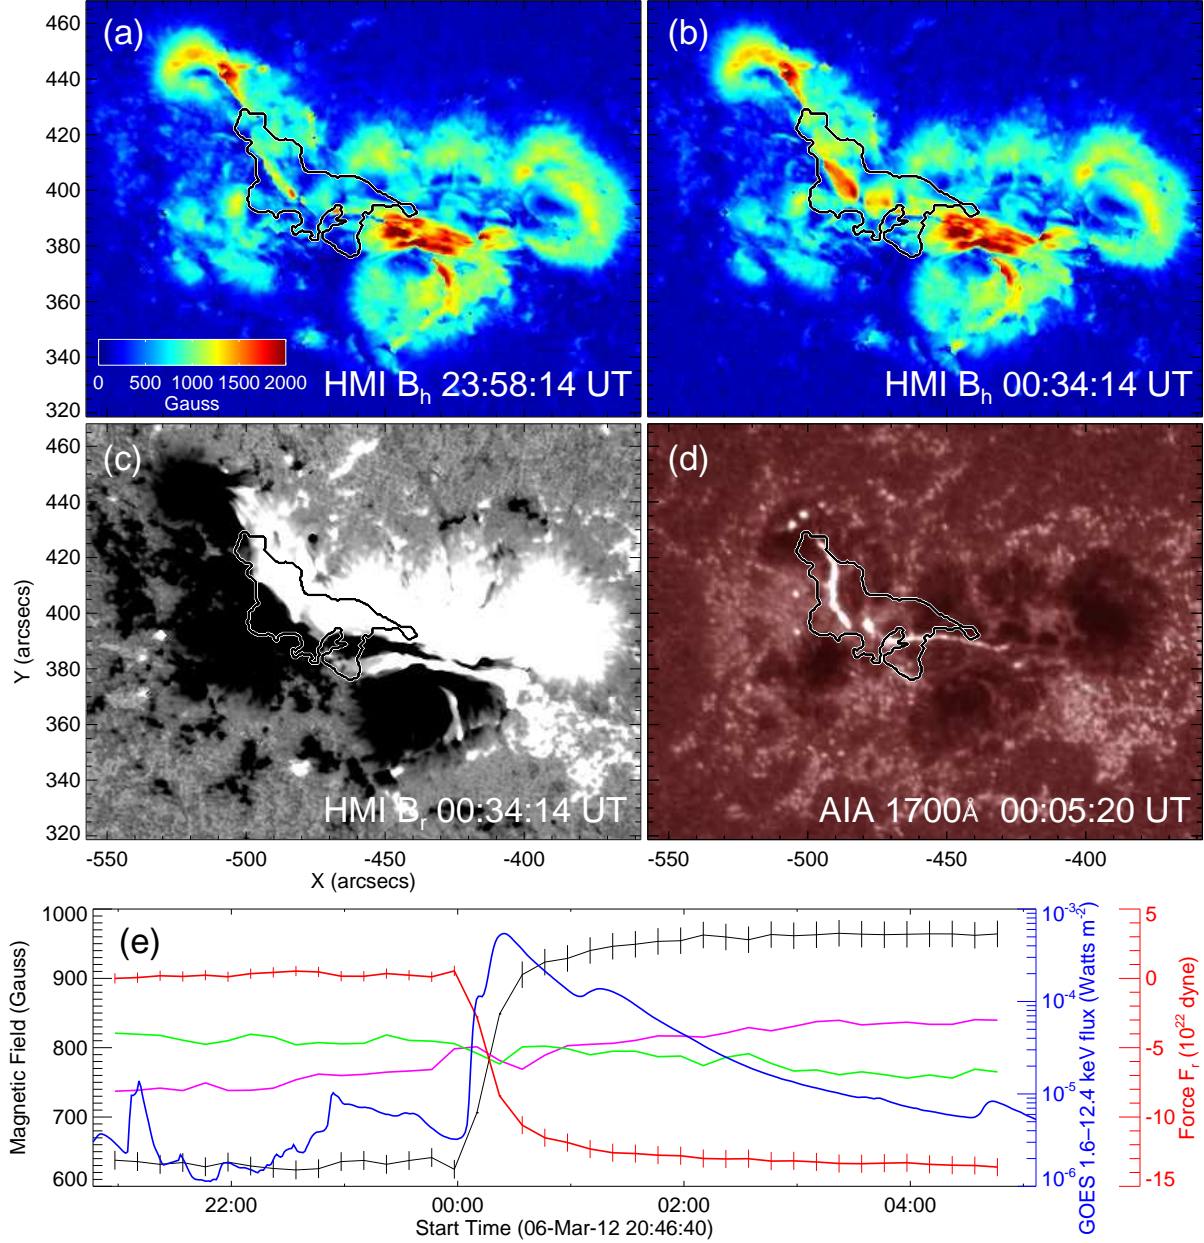 460
440
420
400
380
360
340
320
(a)
0 500 1000 1500 2000
Gauss
HMI B_h 23:58:14 UT
(b)
HMI B_h 00:34:14 UT
460
440
420
400
380
360
340
320
Y (arcsecs)
(c)
HMI B_r 00:34:14 UT
-550 -500 -450 -400
X (arcsecs)
(d)
AIA 1700Å 00:05:20 UT
-550 -500 -450 -400
(e)
Magnetic Field (Gauss)
1000
900
800
700
600
22:00 00:00 02:00 04:00
Start Time (06-Mar-12 20:46:40)
10^-3
10^-4
10^-5
10^-6
GOES 1.6–12.4 keV flux (Watts m^-2)
5
0
-5
-10
-15
Force F_r (10^22 dyne)